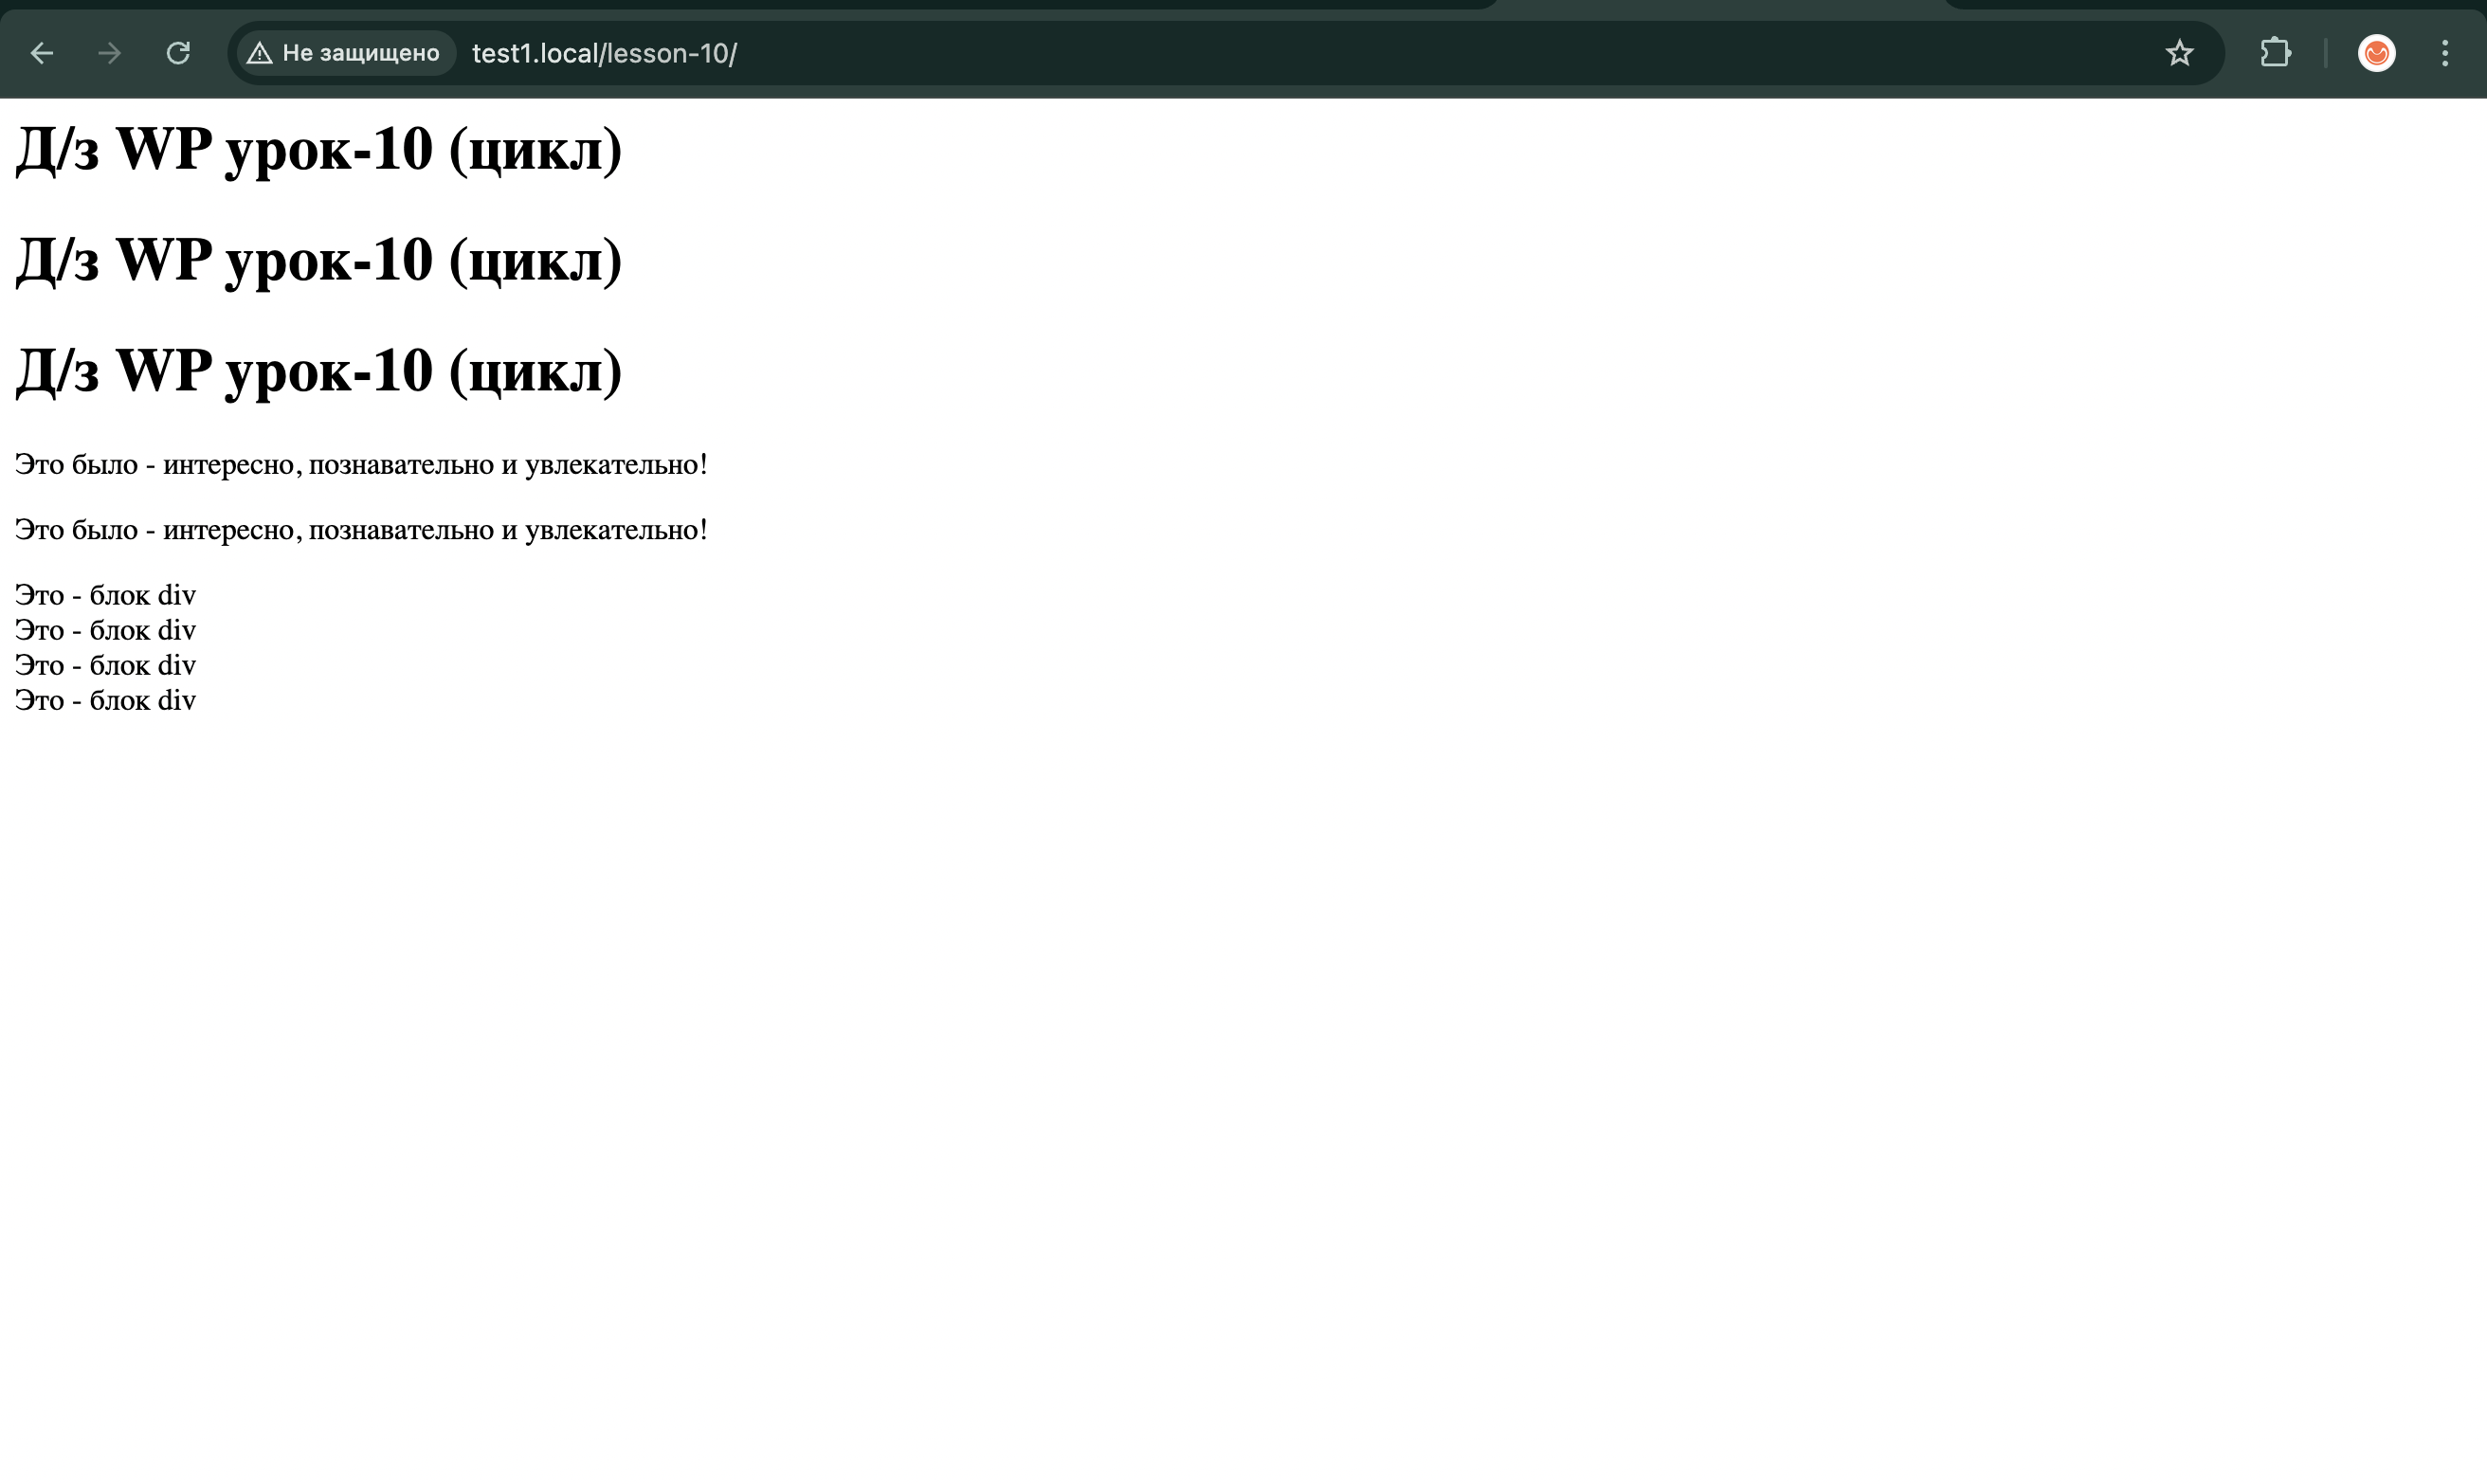 Не защищено test1.local/lesson-10/
Д/з WP урок-10 (цикл)
Д/з WP урок-10 (цикл)
Д/з WP урок-10 (цикл)
Это было - интересно, познавательно и увлекательно!
Это было - интересно, познавательно и увлекательно!
Это - блок div
Это - блок div
Это - блок div
Это - блок div